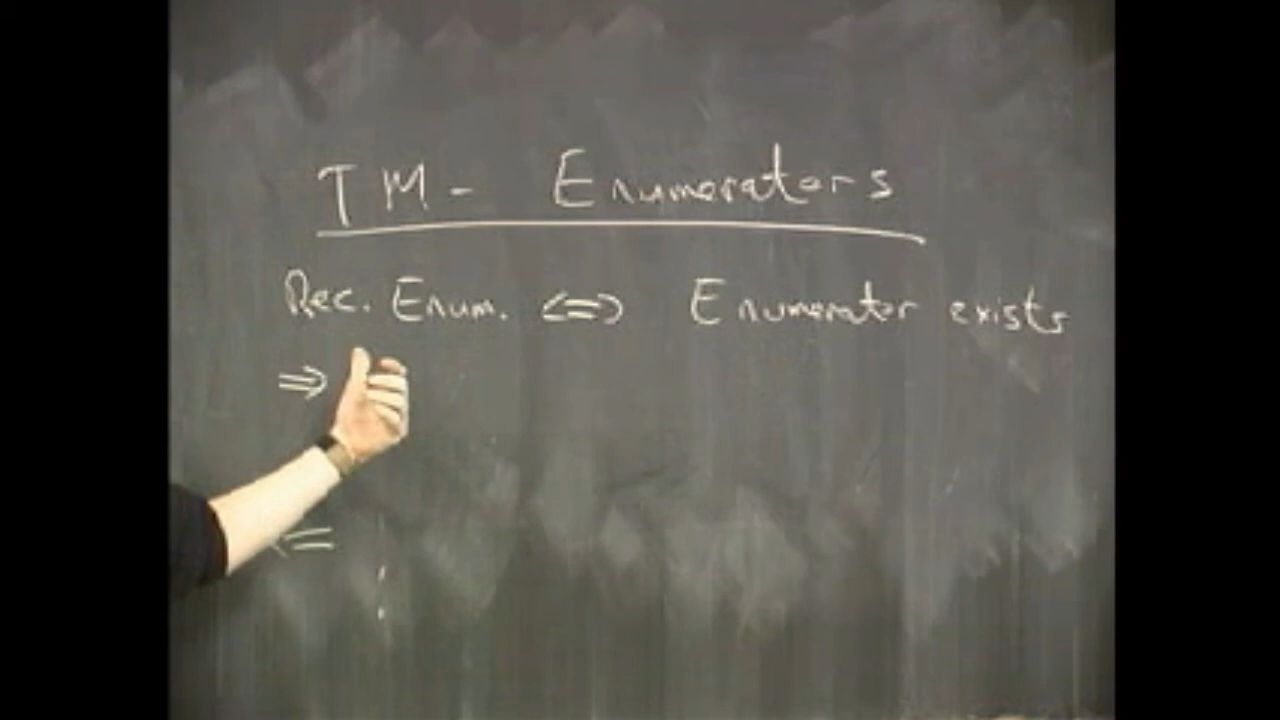 TM - Enumerators
Rec. Enum. <=> Enumerator exists
=>
<=